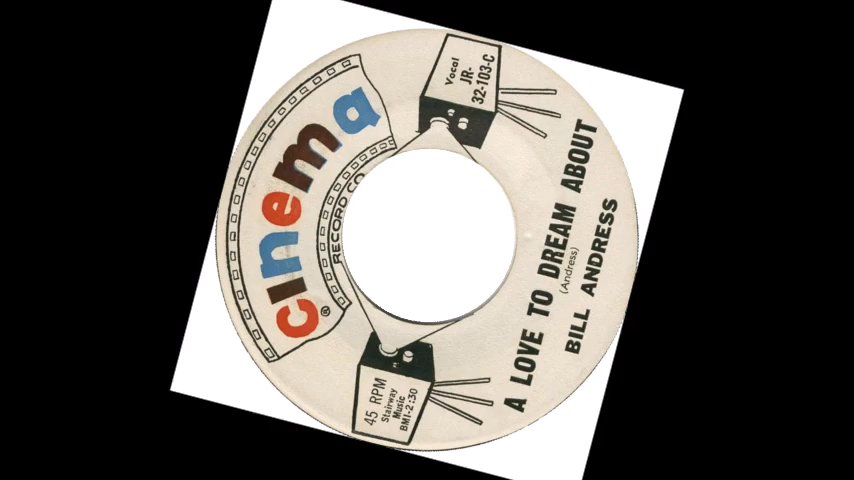 cinema
®
RECORD CO.
45 RPM
Stairway
Music
BMI-2:30
Vocal
JR-
32-103-C
A LOVE TO DREAM ABOUT
(Andress)
BILL ANDRESS